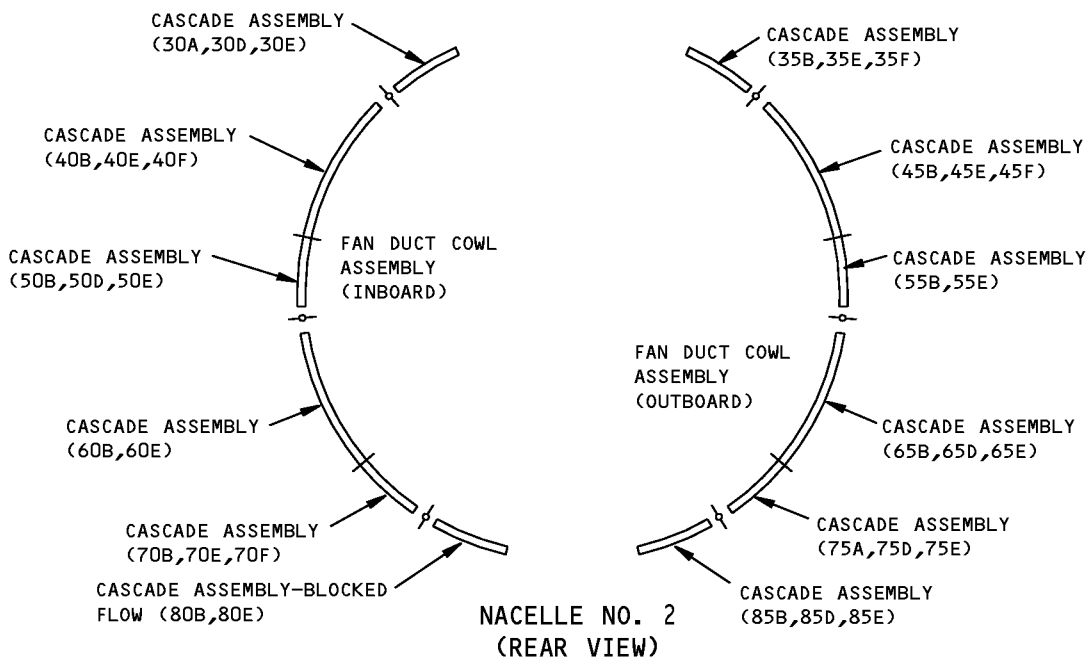 CASCADE ASSEMBLY
(30A,30D,30E)
CASCADE ASSEMBLY
(40B,40E,40F)
CASCADE ASSEMBLY
(50B,50D,50E)
FAN DUCT COWL
ASSEMBLY
(INBOARD)
CASCADE ASSEMBLY
(60B,60E)
CASCADE ASSEMBLY
(70B,70E,70F)
CASCADE ASSEMBLY-BLOCKED
FLOW (80B,80E)
CASCADE ASSEMBLY
(35B,35E,35F)
CASCADE ASSEMBLY
(45B,45E,45F)
CASCADE ASSEMBLY
(55B,55E)
FAN DUCT COWL
ASSEMBLY
(OUTBOARD)
CASCADE ASSEMBLY
(65B,65D,65E)
CASCADE ASSEMBLY
(75A,75D,75E)
CASCADE ASSEMBLY
(85B,85D,85E)
NACELLE NO. 2
(REAR VIEW)